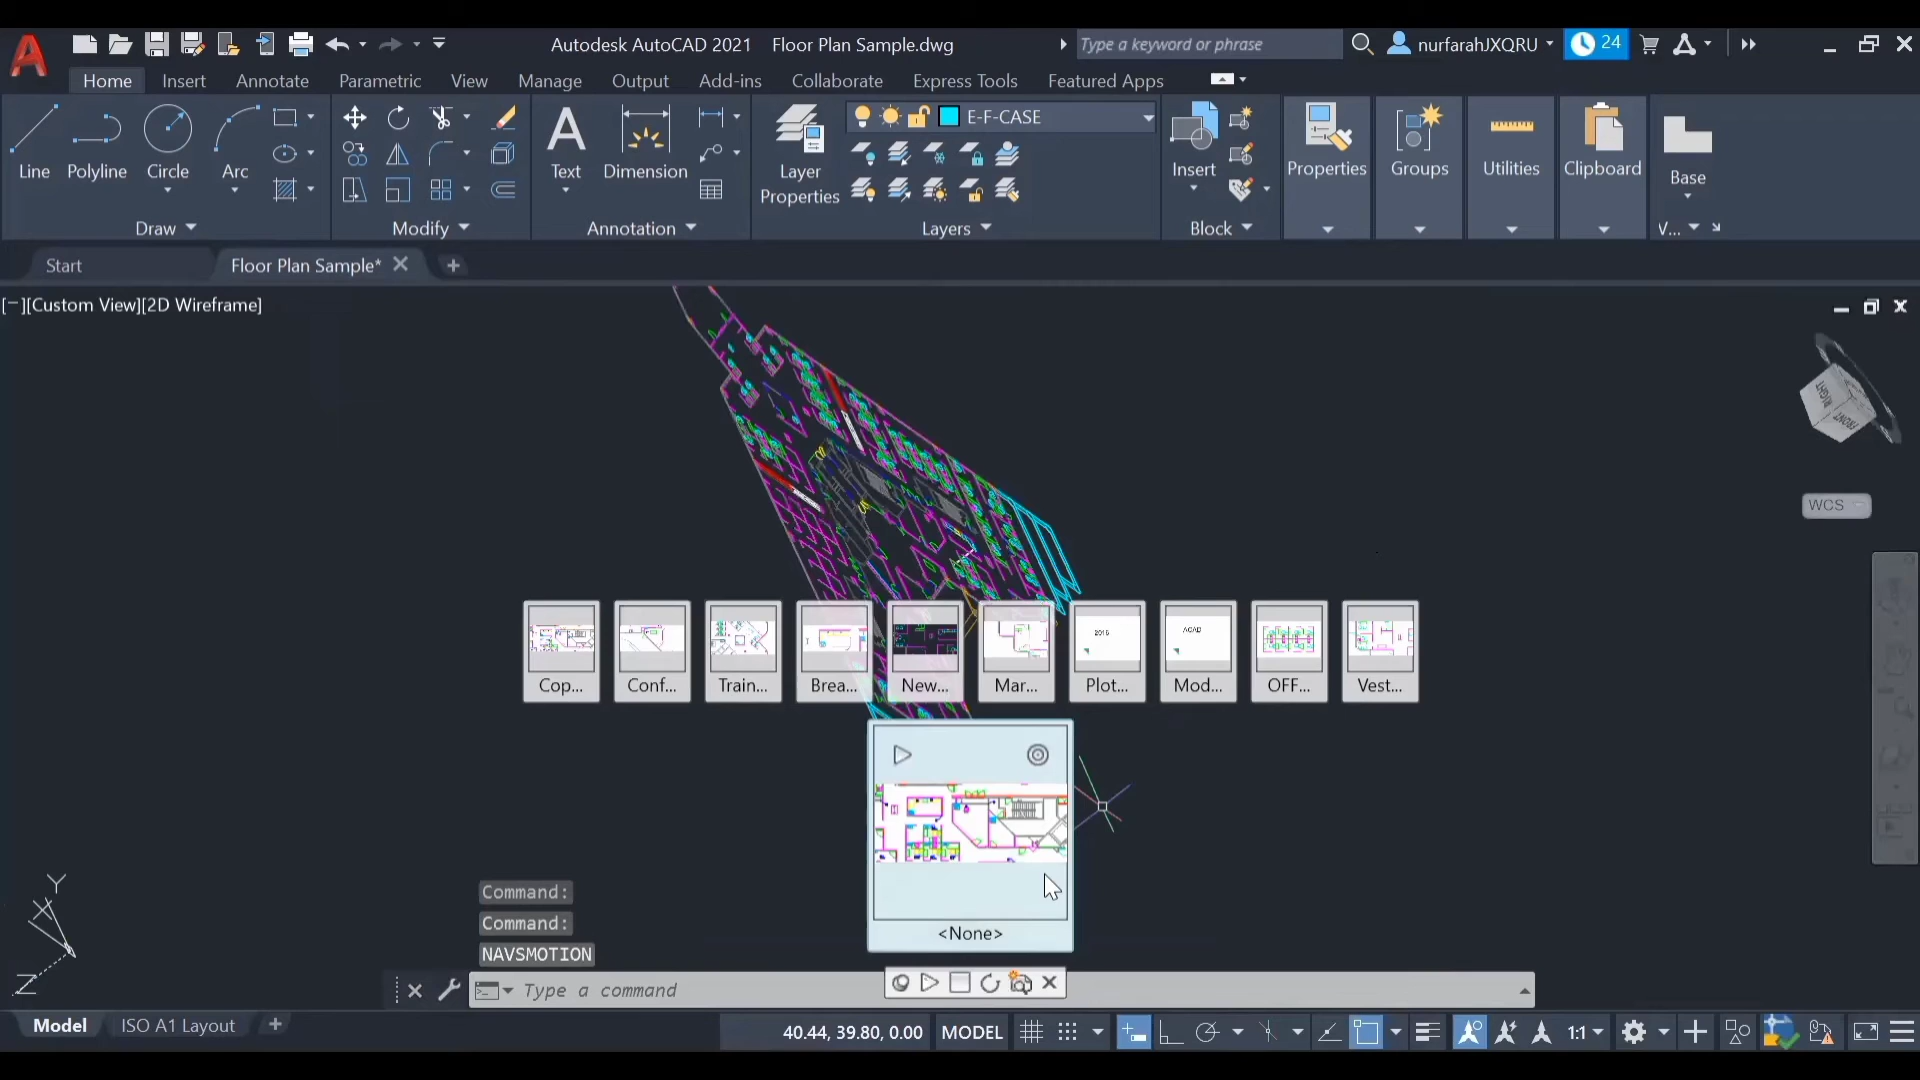 Autodesk AutoCAD 2021 Floor Plan Sample.dwg
Type a keyword or phrase
nurfarahJXQRU
24
Home Insert Annotate Parametric View Manage Output Add-ins Collaborate Express Tools Featured Apps
E-F-CASE
Line Polyline Circle Arc
Text Dimension
Layer
Properties
Insert
Properties Groups Utilities Clipboard
Base
Draw Modify Annotation Layers Block V...
Start Floor Plan Sample*
[−][Custom View][2D Wireframe]
RIGHT
FRONT
WCS
2016
ACAD
Cop... Conf... Train... Brea... New... Mar... Plot... Mod... OFF... Vest...
<None>
Y
X
Z
Command:
Command:
NAVSMOTION
Type a command
Model ISO A1 Layout
40.44, 39.80, 0.00 MODEL 1:1